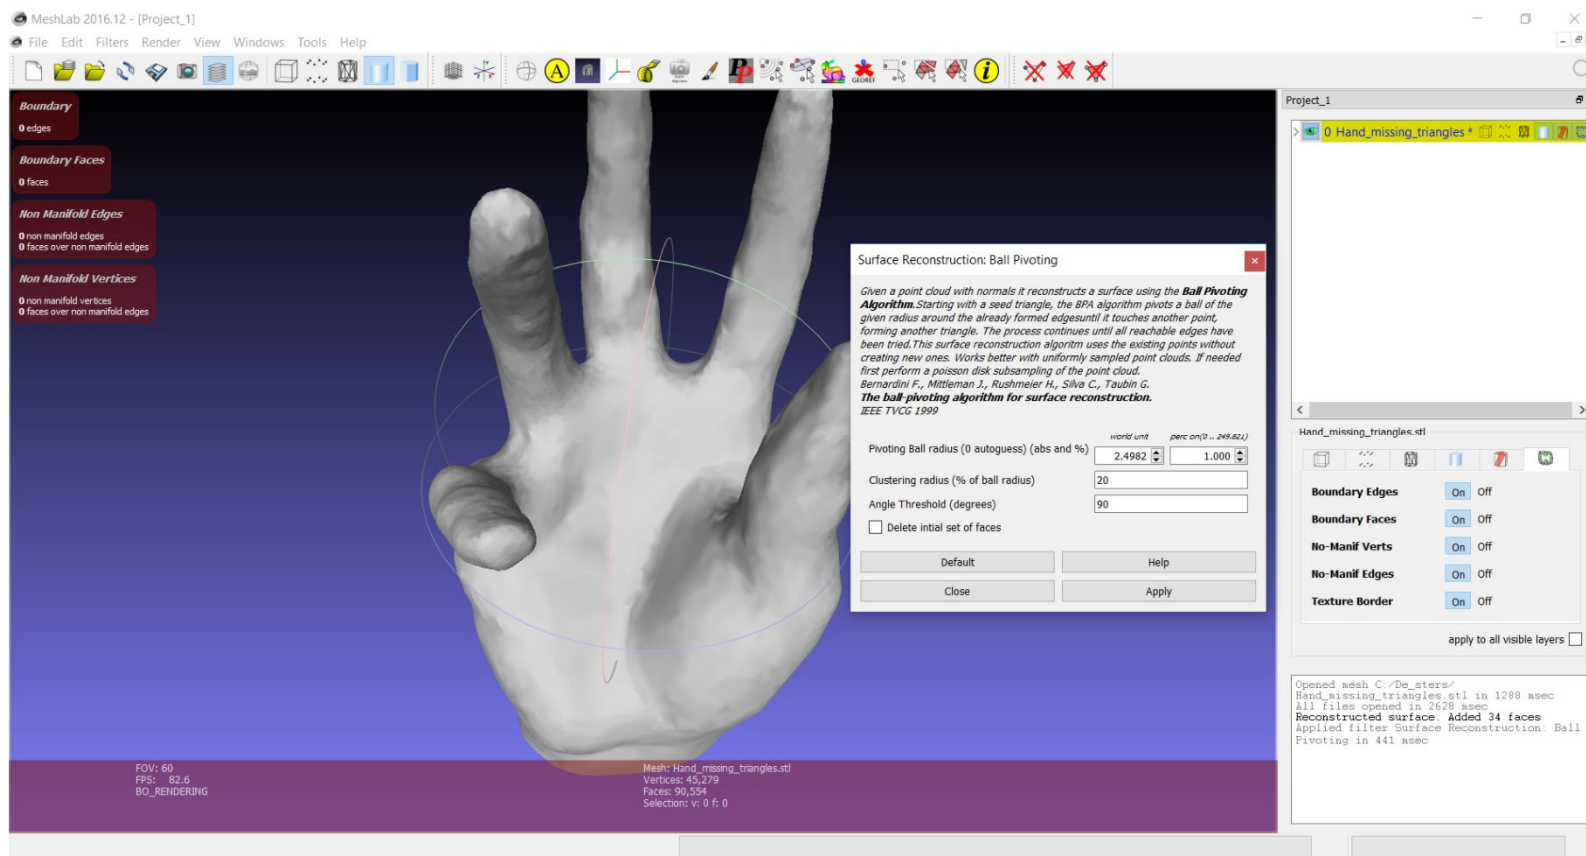 MeshLab 2016.12 - [Project_1]
File Edit Filters Render View Windows Tools Help
A
PP
GEOREF
i
Boundary
0 edges
Boundary Faces
0 faces
Non Manifold Edges
0 non manifold edges
0 faces over non manifold edges
Non Manifold Vertices
0 non manifold vertices
0 faces over non manifold edges
Surface Reconstruction: Ball Pivoting
Given a point cloud with normals it reconstructs a surface using the Ball Pivoting
Algorithm.Starting with a seed triangle, the BPA algorithm pivots a ball of the
given radius around the already formed edgesuntil it touches another point,
forming another triangle. The process continues until all reachable edges have
been tried.This surface reconstruction algoritm uses the existing points without
creating new ones. Works better with uniformly sampled point clouds. If needed
first perform a poisson disk subsampling of the point cloud.
Bernardini F., Mittleman J., Rushmeier H., Silva C., Taubin G.
The ball-pivoting algorithm for surface reconstruction.
IEEE TVCG 1999
world unit perc on(0 .. 249.821)
Pivoting Ball radius (0 autoguess) (abs and %) 2.4982 1.000
Clustering radius (% of ball radius) 20
Angle Threshold (degrees) 90
Delete intial set of faces
Default Help
Close Apply
FOV: 60
FPS: 82.6
BO_RENDERING
Mesh: Hand_missing_triangles.stl
Vertices: 45,279
Faces: 90,554
Selection: v: 0 f: 0
Project_1
0 Hand_missing_triangles *
Hand_missing_triangles.stl
Boundary Edges On Off
Boundary Faces On Off
No-Manif Verts On Off
No-Manif Edges On Off
Texture Border On Off
apply to all visible layers
Opened mesh C:/De_sters/
Hand_missing_triangles.stl in 1288 msec
All files opened in 2628 msec
Reconstructed surface. Added 34 faces
Applied filter Surface Reconstruction: Ball
Pivoting in 441 msec